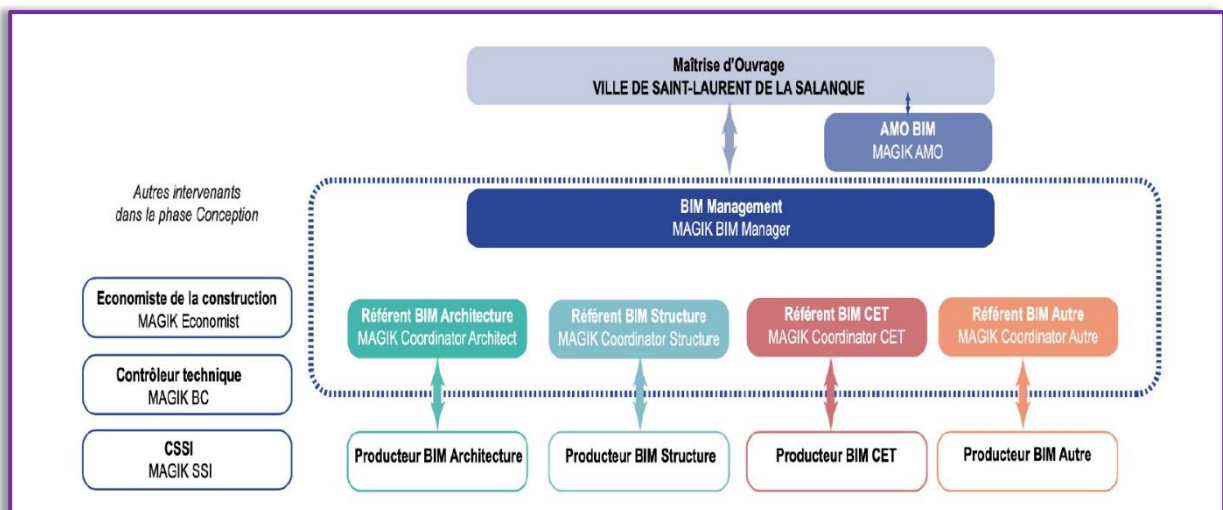 Maîtrise d'Ouvrage
VILLE DE SAINT-LAURENT DE LA SALANQUE
AMO BIM
MAGIK AMO
Autres intervenants
dans la phase Conception
BIM Management
MAGIK BIM Manager
Economiste de la construction
MAGIK Economist
Contrôleur technique
MAGIK BC
CSSI
MAGIK SSI
Référent BIM Architecture
MAGIK Coordinator Architect
Référent BIM Structure
MAGIK Coordinator Structure
Référent BIM CET
MAGIK Coordinator CET
Référent BIM Autre
MAGIK Coordinator Autre
Producteur BIM Architecture
Producteur BIM Structure
Producteur BIM CET
Producteur BIM Autre